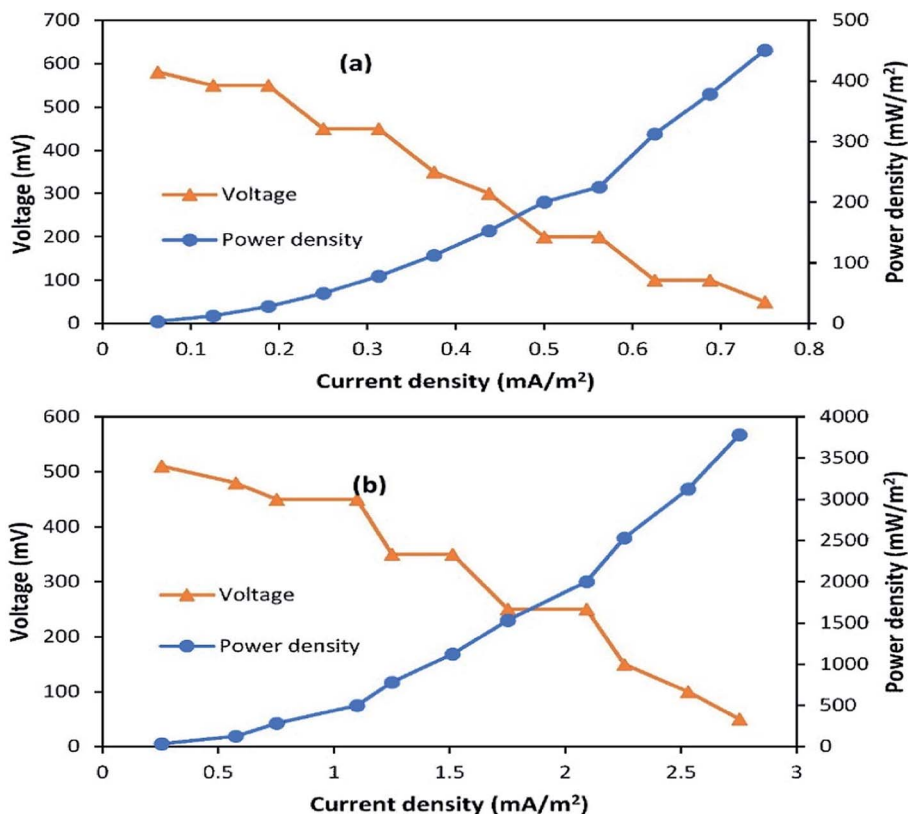 700
600
500
400
300
200
100
0
Voltage (mV)
(a)
Voltage
Power density
500
400
300
200
100
0
Power density (mW/m²)
0 0.1 0.2 0.3 0.4 0.5 0.6 0.7 0.8
Current density (mA/m²)
600
500
400
300
200
100
0
Voltage (mV)
(b)
Voltage
Power density
4000
3500
3000
2500
2000
1500
1000
500
0
Power density (mW/m²)
0 0.5 1 1.5 2 2.5 3
Current density (mA/m²)